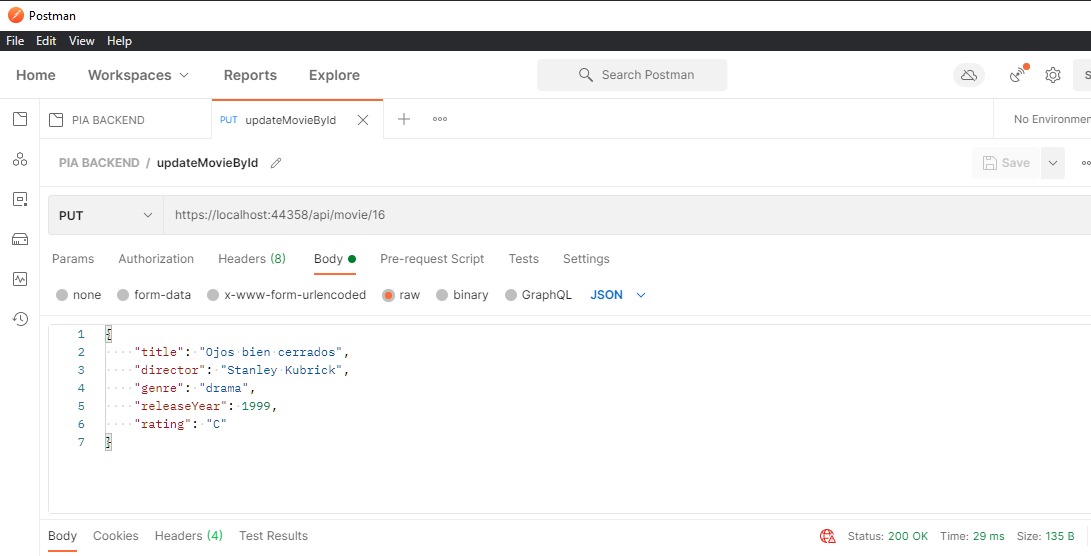 Postman
File Edit View Help
Home Workspaces Reports Explore Search Postman
PIA BACKEND PUT updateMovieById No Environmen
PIA BACKEND / updateMovieById Save
PUT https://localhost:44358/api/movie/16
Params Authorization Headers (8) Body Pre-request Script Tests Settings
none form-data x-www-form-urlencoded raw binary GraphQL JSON
1 {
2 "title": "Ojos bien cerrados",
3 "director": "Stanley Kubrick",
4 "genre": "drama",
5 "releaseYear": 1999,
6 "rating": "C"
7 }
Body Cookies Headers (4) Test Results Status: 200 OK Time: 29 ms Size: 135 B